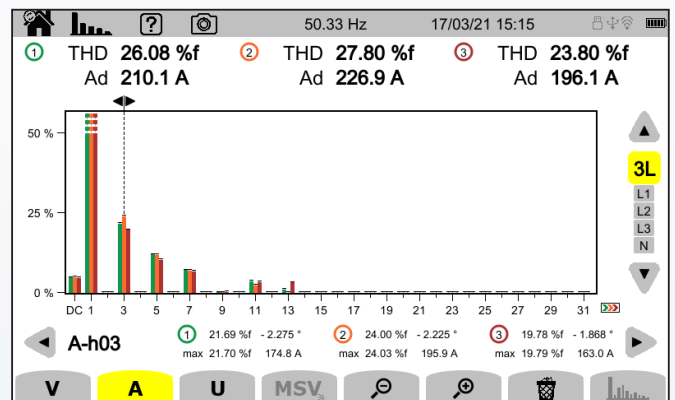 ? 50.33 Hz 17/03/21 15:15
1 THD 26.08 %f 2 THD 27.80 %f 3 THD 23.80 %f
Ad 210.1 A Ad 226.9 A Ad 196.1 A
50 %
3L
L1
L2
25 %
L3
N
0 %
DC 1 3 5 7 9 11 13 15 17 19 21 23 25 27 29 31
A-h03 1 21.69 %f - 2.275 ° 2 24.00 %f - 2.225 ° 3 19.78 %f - 1.868 °
max 21.70 %f 174.8 A max 24.03 %f 195.9 A max 19.79 %f 163.0 A
V A U MSV